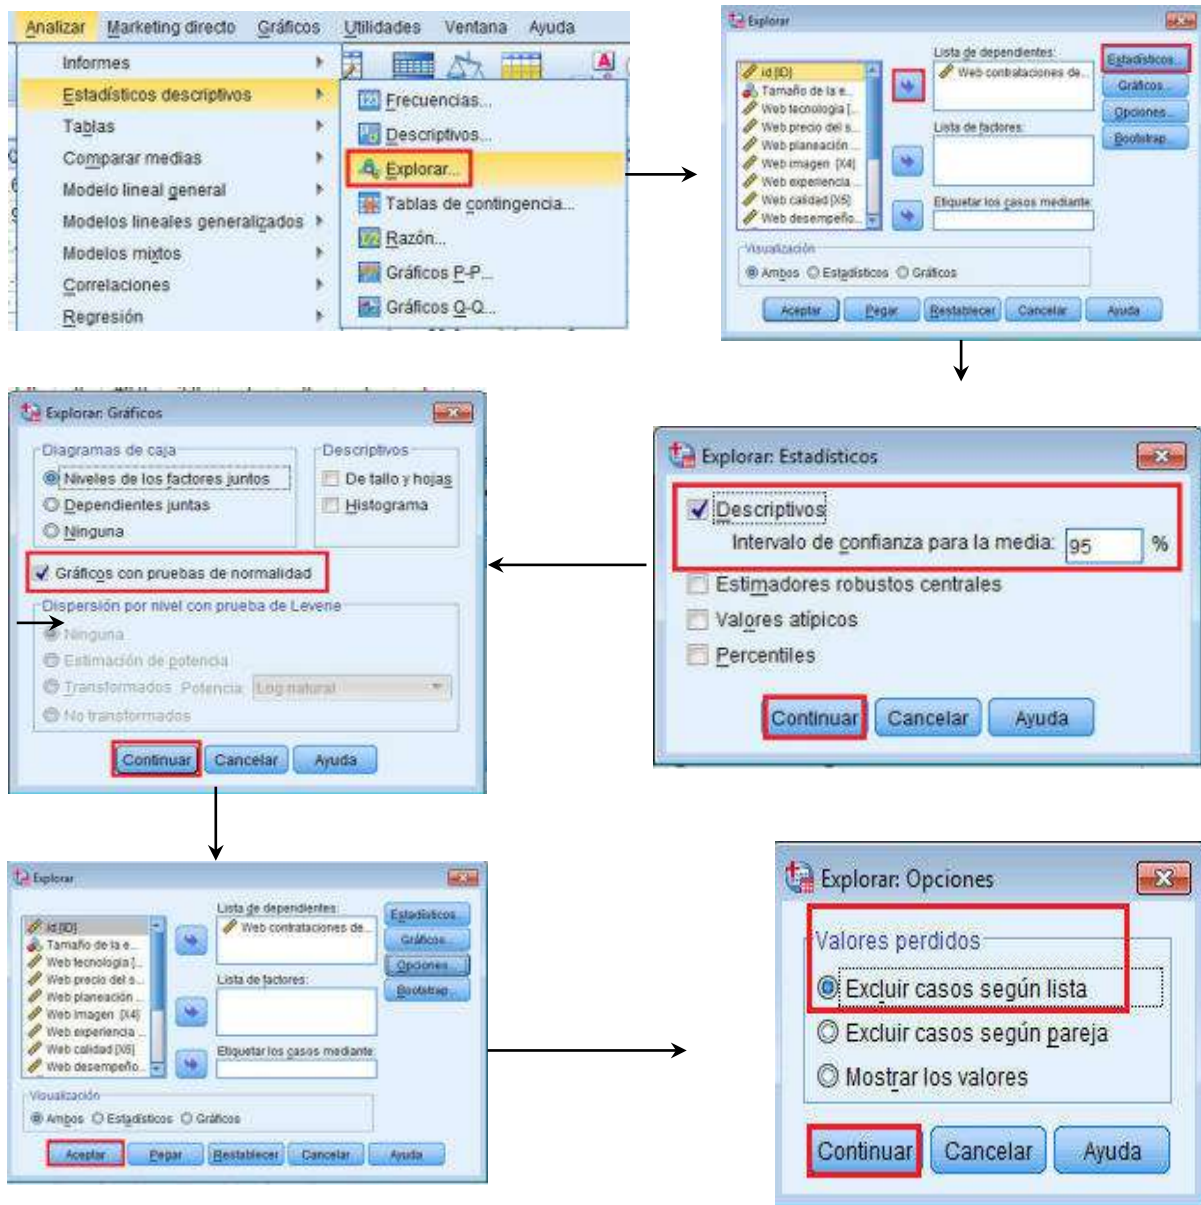 Analizar Marketing directo Gráficos Utilidades Ventana Ayuda
Informes
Estadísticos descriptivos
Tablas
Comparar medias
Modelo lineal general
Modelos lineales generalizados
Modelos mixtos
Correlaciones
Regresión
Frecuencias...
Descriptivos...
Explorar...
Tablas de contingencia...
Razón...
Gráficos P-P...
Gráficos Q-Q...
Explorar
id [ID]
Tamaño de la e...
Web tecnologia [...
Web precio del s...
Web planeación ...
Web imagen [X4]
Web experiencia ...
Web calidad [X6]
Web desempeño...
Lista de dependientes:
Web contrataciones de...
Lista de factores:
Etiquetar los casos mediante:
Estadísticos...
Gráficos...
Opciones...
Bootstrap...
Visualización
Ambos Estadísticos Gráficos
Aceptar Pegar Restablecer Cancelar Ayuda
Explorar: Estadísticos
Descriptivos
Intervalo de confianza para la media: 95 %
Estimadores robustos centrales
Valores atípicos
Percentiles
Continuar Cancelar Ayuda
Explorar: Gráficos
Diagramas de caja
Niveles de los factores juntos
Dependientes juntas
Ninguna
Descriptivos
De tallo y hojas
Histograma
Gráficos con pruebas de normalidad
Dispersión por nivel con prueba de Levene
Ninguna
Estimación de potencia
Transformados Potencia: Log natural
No transformados
Continuar Cancelar Ayuda
Explorar
id [ID]
Tamaño de la e...
Web tecnologia [...
Web precio del s...
Web planeación ...
Web imagen [X4]
Web experiencia ...
Web calidad [X6]
Web desempeño...
Lista de dependientes:
Web contrataciones de...
Lista de factores:
Etiquetar los casos mediante:
Estadísticos...
Gráficos...
Opciones...
Bootstrap...
Visualización
Ambos Estadísticos Gráficos
Aceptar Pegar Restablecer Cancelar Ayuda
Explorar: Opciones
Valores perdidos
Excluir casos según lista
Excluir casos según pareja
Mostrar los valores
Continuar Cancelar Ayuda